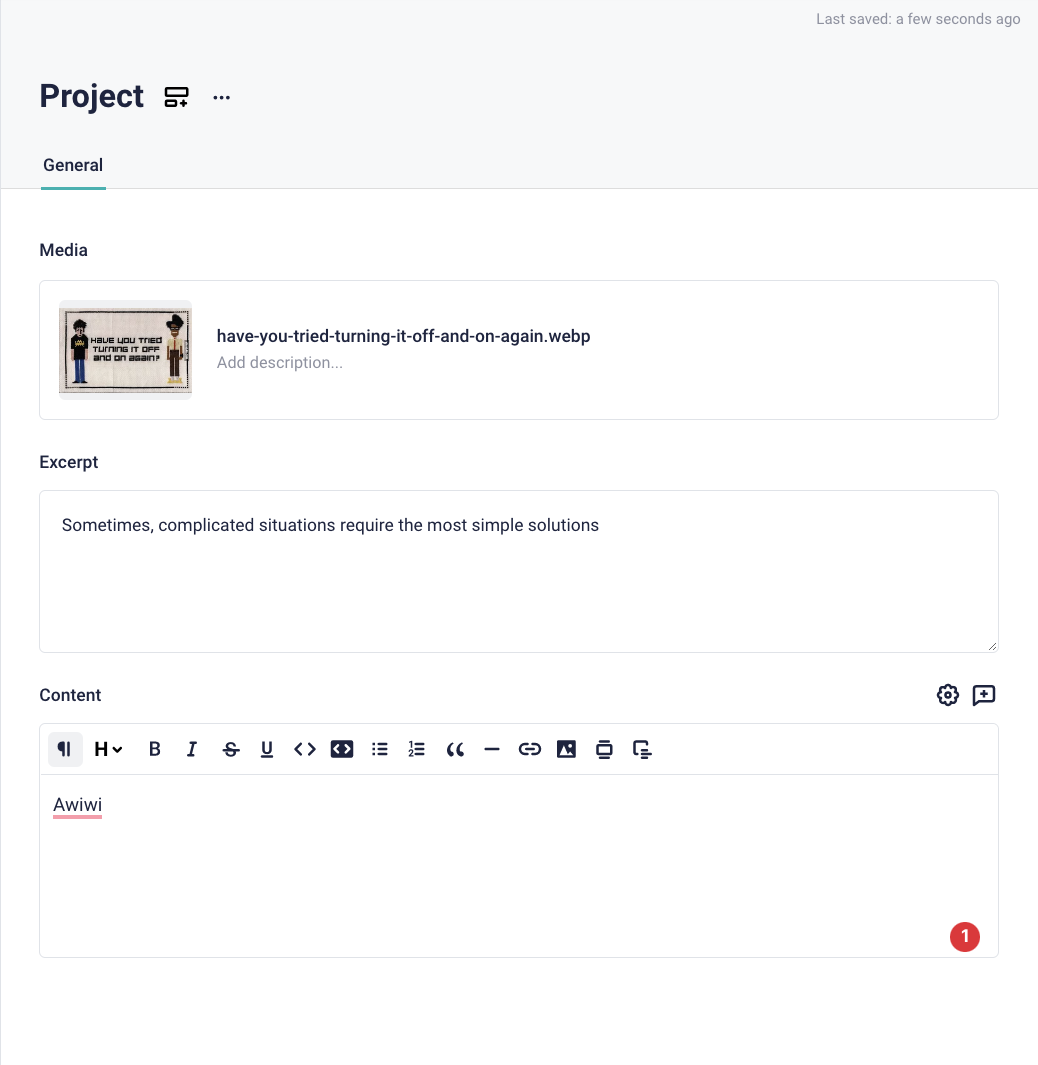 Last saved: a few seconds ago
Project
General
Media
HAVE YOU TRIED
TURNING IT OFF
AND ON AGAIN?
have-you-tried-turning-it-off-and-on-again.webp
Add description...
Excerpt
Sometimes, complicated situations require the most simple solutions
Content
H B I S U
Awiwi
1